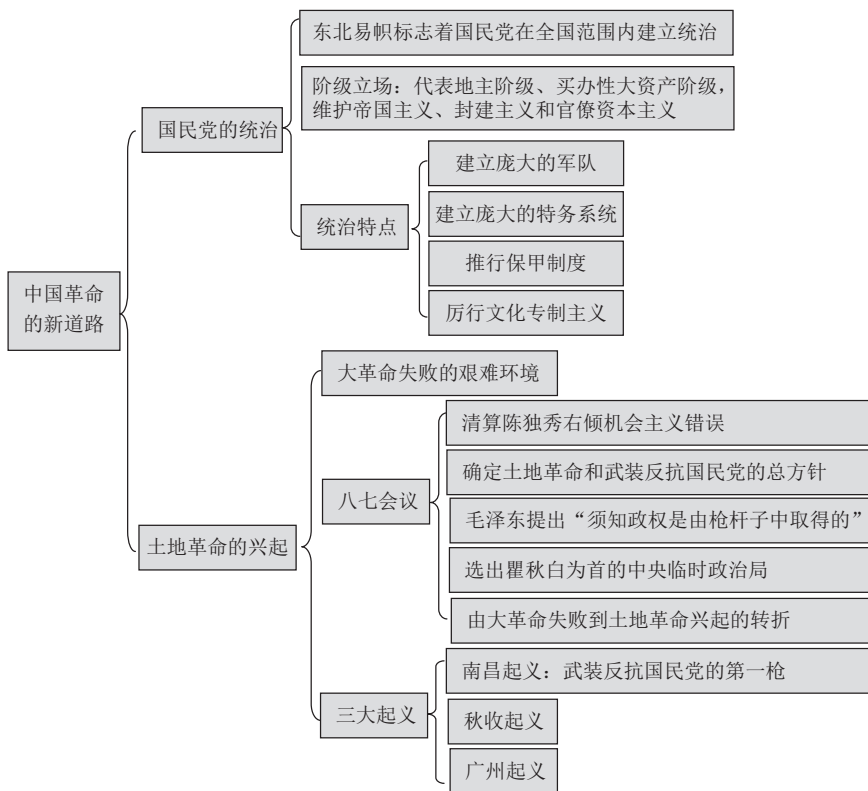 中国革命
的新道路
国民党的统治
东北易帜标志着国民党在全国范围内建立统治
阶级立场：代表地主阶级、买办性大资产阶级，
维护帝国主义、封建主义和官僚资本主义
统治特点
建立庞大的军队
建立庞大的特务系统
推行保甲制度
厉行文化专制主义
土地革命的兴起
大革命失败的艰难环境
八七会议
清算陈独秀右倾机会主义错误
确定土地革命和武装反抗国民党的总方针
毛泽东提出“须知政权是由枪杆子中取得的”
选出瞿秋白为首的中央临时政治局
由大革命失败到土地革命兴起的转折
三大起义
南昌起义：武装反抗国民党的第一枪
秋收起义
广州起义